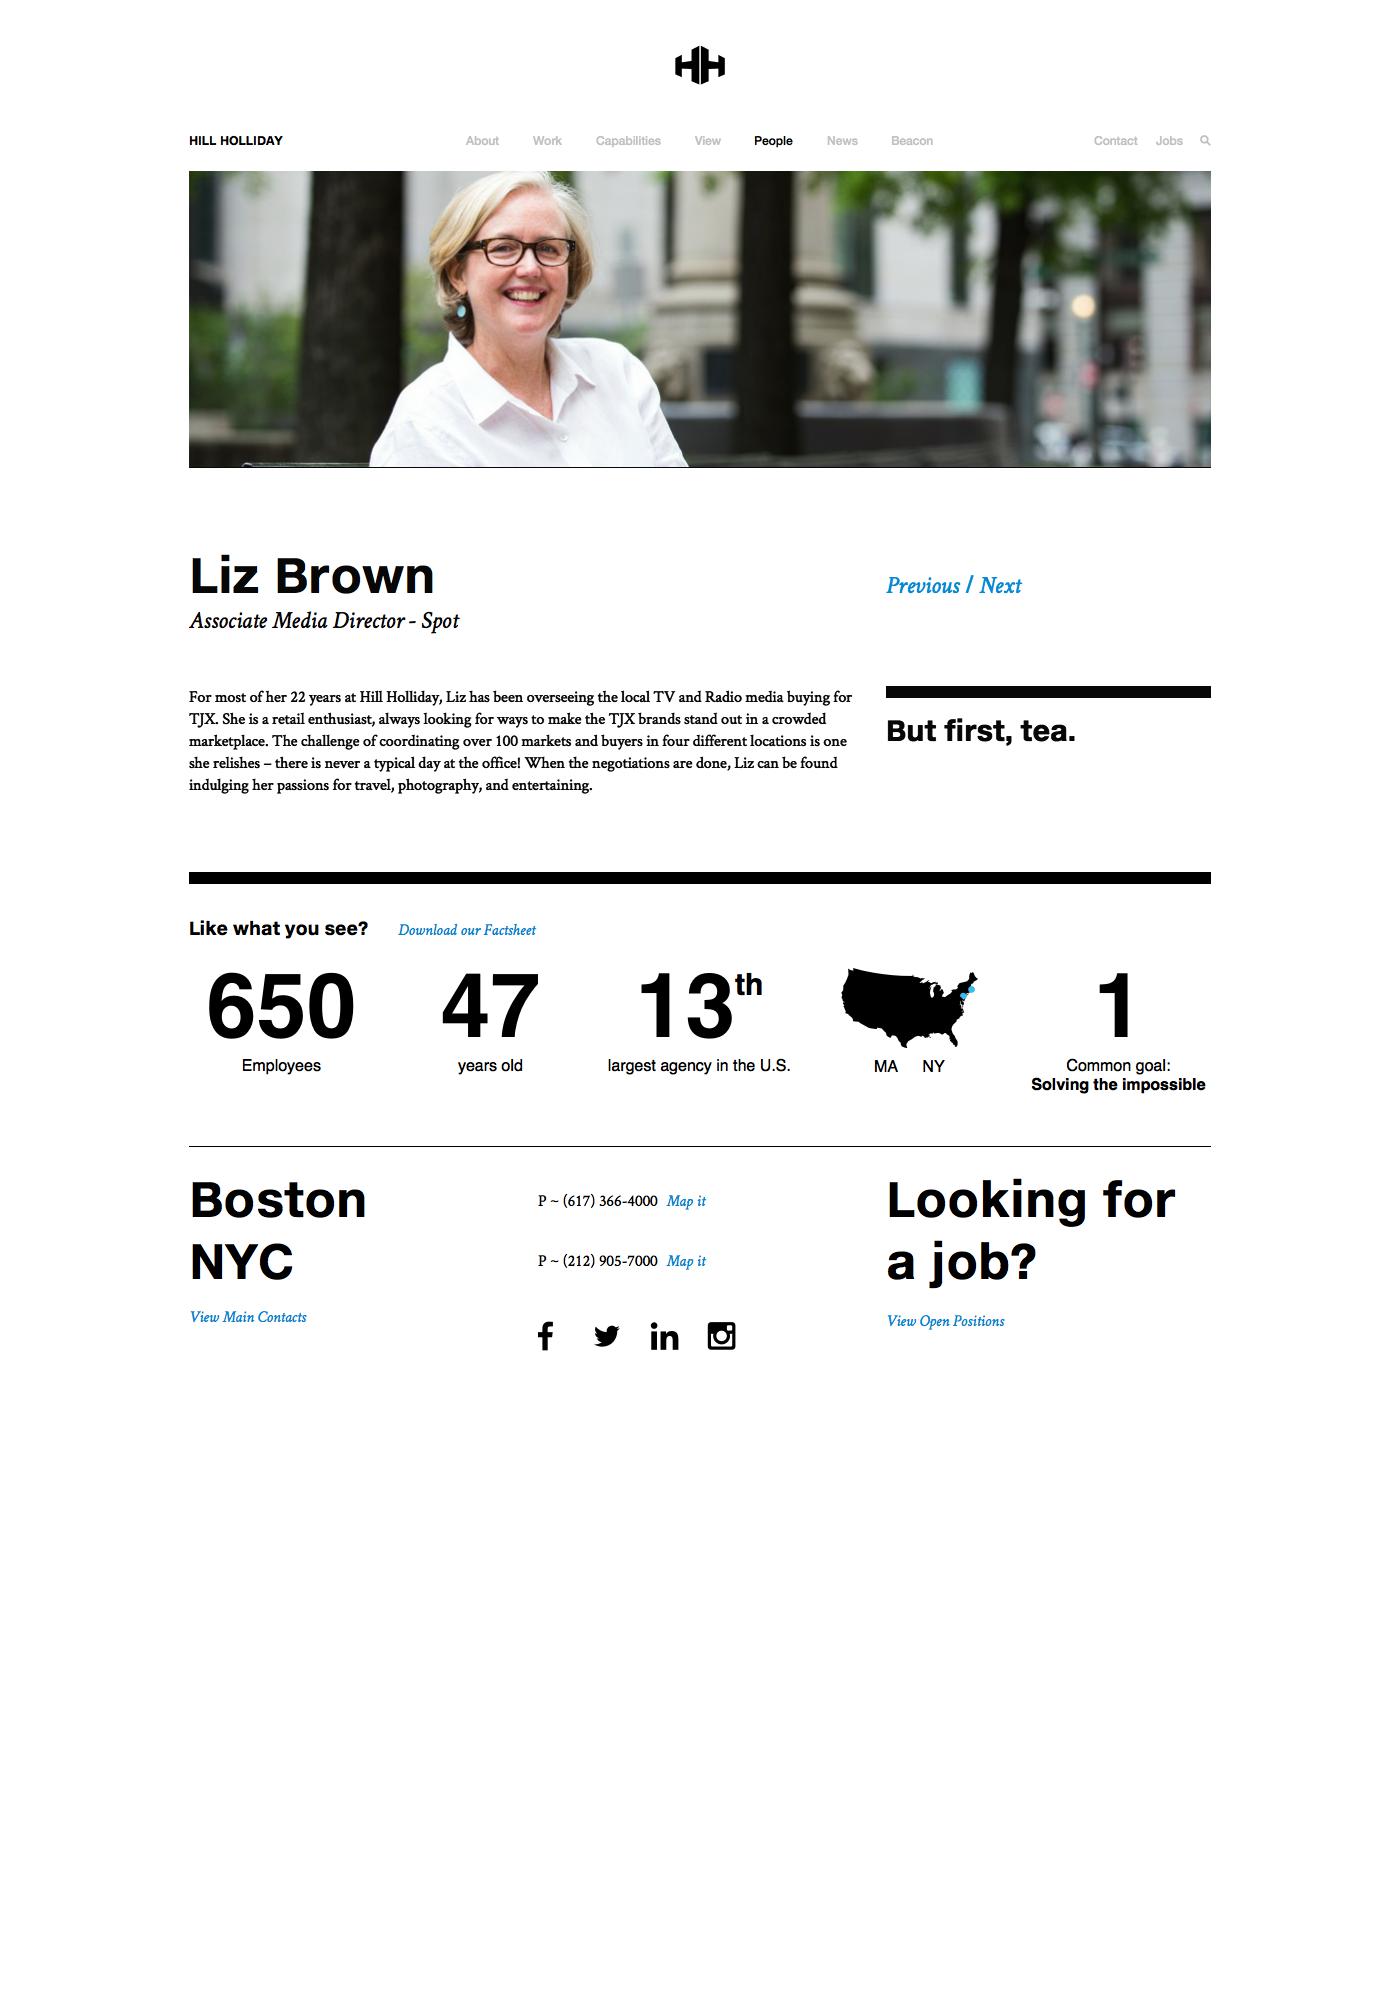 HH
HILL HOLLIDAY About Work Capabilities View People News Beacon Contact Jobs
Liz Brown
Associate Media Director - Spot
Previous / Next
For most of her 22 years at Hill Holliday, Liz has been overseeing the local TV and Radio media buying for
TJX. She is a retail enthusiast, always looking for ways to make the TJX brands stand out in a crowded
marketplace. The challenge of coordinating over 100 markets and buyers in four different locations is one
she relishes – there is never a typical day at the office! When the negotiations are done, Liz can be found
indulging her passions for travel, photography, and entertaining.
But first, tea.
Like what you see? Download our Factsheet
650
Employees
47
years old
13th
largest agency in the U.S.
MA NY
1
Common goal:
Solving the impossible
Boston
NYC
View Main Contacts
P ~ (617) 366-4000 Map it
P ~ (212) 905-7000 Map it
Looking for
a job?
View Open Positions